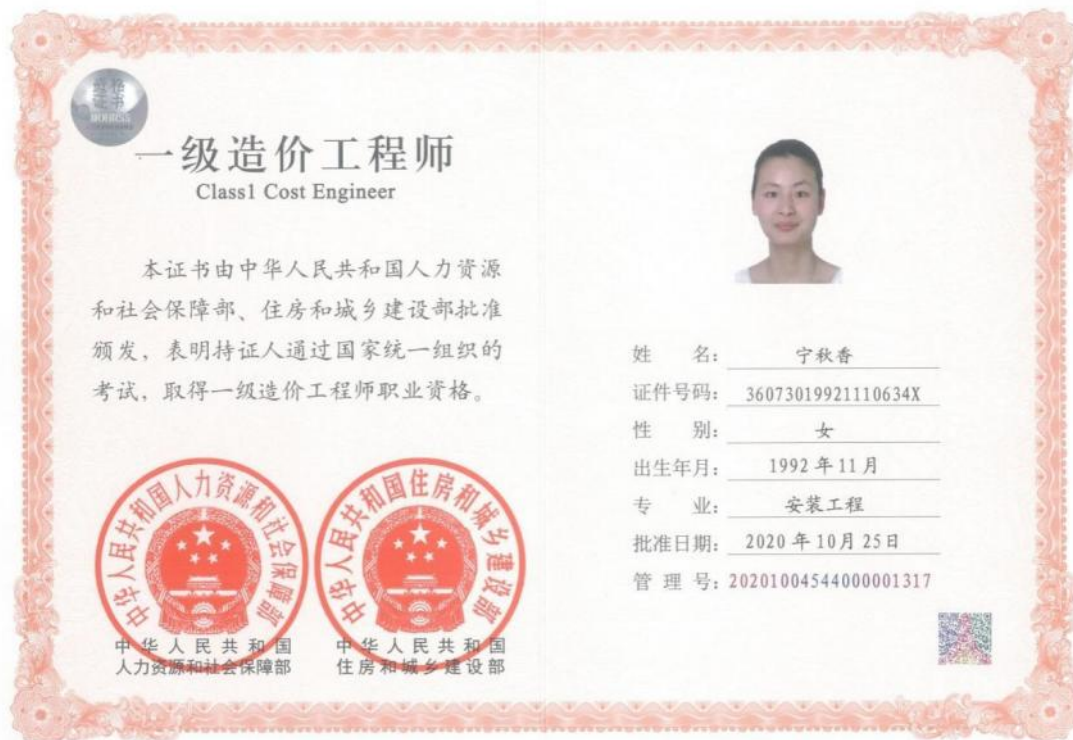 资格
证书
一级造价工程师
Class1 Cost Engineer
本证书由中华人民共和国人力资源
和社会保障部、住房和城乡建设部批准
颁发，表明持证人通过国家统一组织的
考试，取得一级造价工程师职业资格。
中华人民共和国人力资源和社会保障部
中华人民共和国
人力资源和社会保障部
中华人民共和国住房和城乡建设部
中华人民共和国
住房和城乡建设部
姓 名： 宁秋香
证件号码： 36073019921110634X
性 别： 女
出生年月： 1992年11月
专 业： 安装工程
批准日期： 2020年10月25日
管 理 号：20201004544000001317